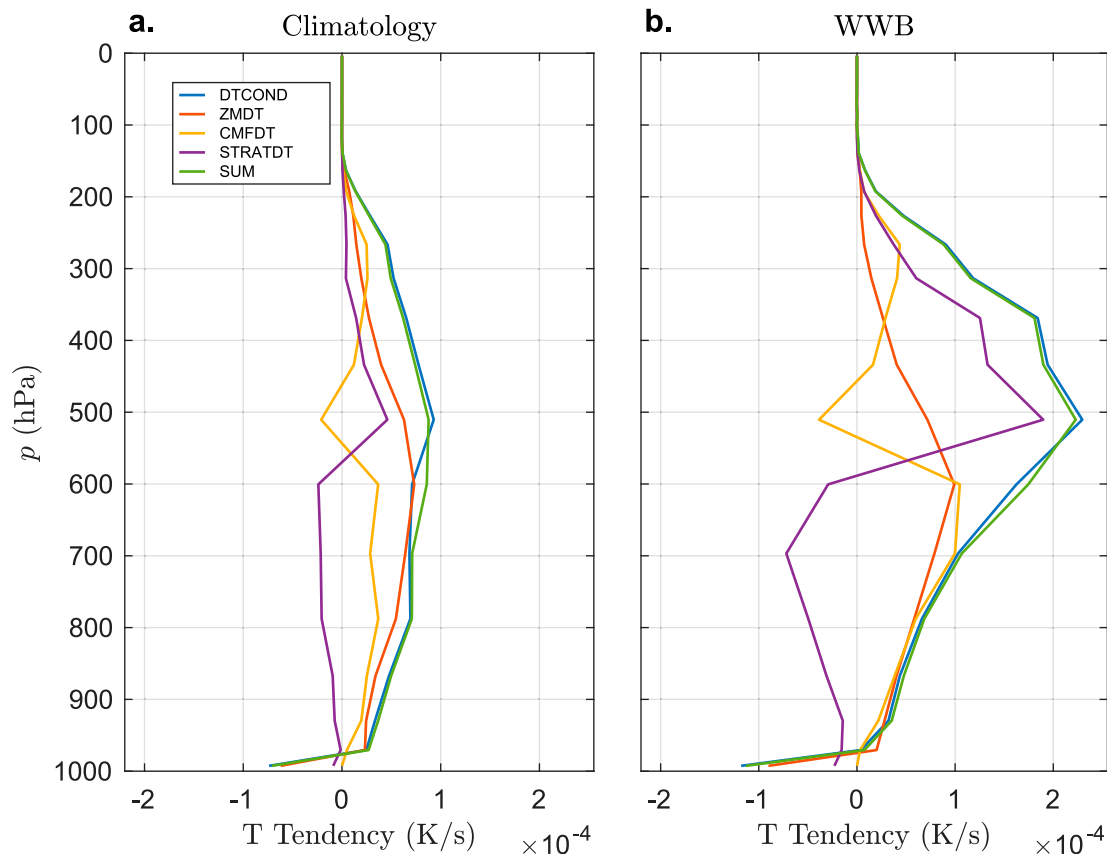 a. Climatology
b. WWB
0
100
200
300
400
500
600
700
800
900
1000
p (hPa)
DTCOND
ZMDT
CMFDT
STRATDT
SUM
-2 -1 0 1 2
T Tendency (K/s) ×10⁻⁴
-2 -1 0 1 2
T Tendency (K/s) ×10⁻⁴